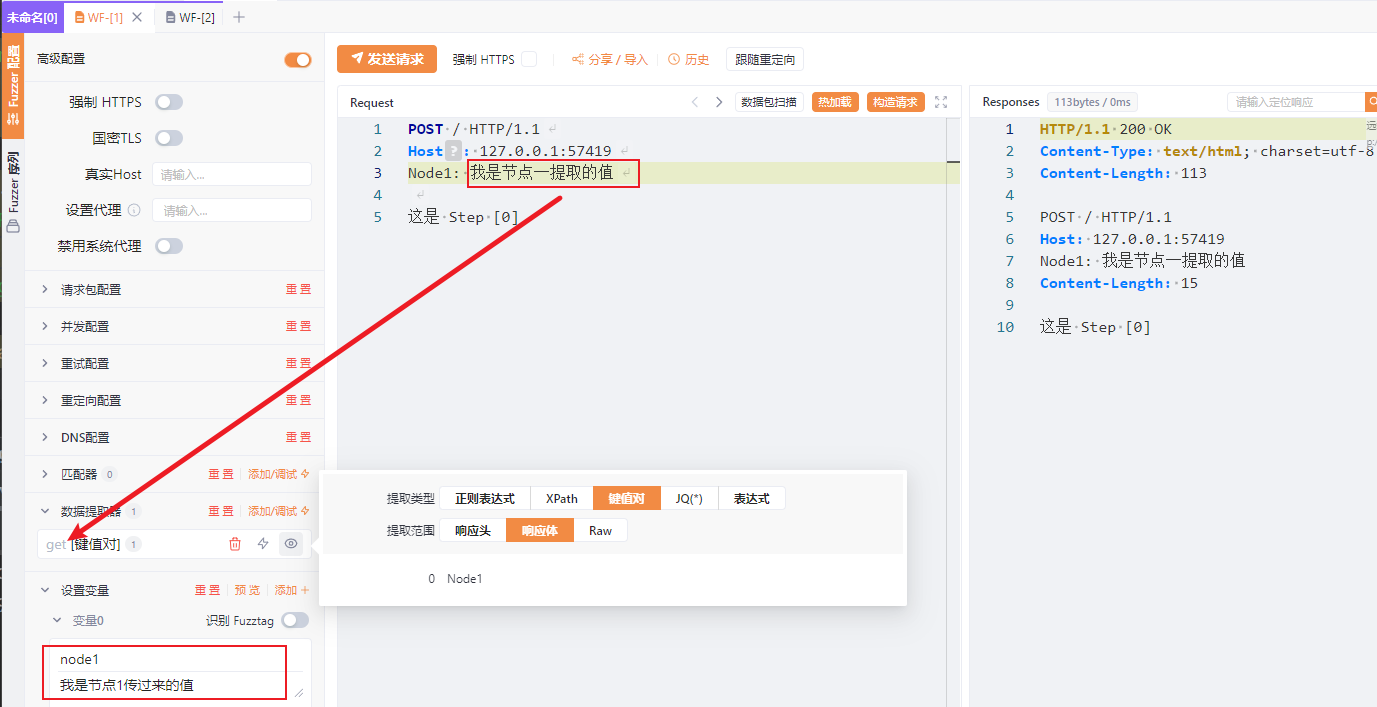 未命名[0] WF-[1] WF-[2]
Fuzzer 配置
Fuzzer 序列
高级配置
强制 HTTPS
国密TLS
真实Host 请输入...
设置代理 请输入...
禁用系统代理
请求包配置 重置
并发配置 重置
重试配置 重置
重定向配置 重置
DNS配置 重置
匹配器 0 重置 添加/调试
数据提取器 1 重置 添加/调试
get [键值对] 1
设置变量 重置 预览 添加
变量0 识别 Fuzztag
node1
我是节点1传过来的值
发送请求 强制 HTTPS 分享 / 导入 历史 跟随重定向
Request 数据包扫描 热加载 构造请求
1 POST / HTTP/1.1
2 Host ? : 127.0.0.1:57419
3 Node1: 我是节点一提取的值
4
5 这是 Step [0]
提取类型 正则表达式 XPath 键值对 JQ(*) 表达式
提取范围 响应头 响应体 Raw
0 Node1
Responses 113bytes / 0ms 请输入定位响应
1 HTTP/1.1 200 OK
2 Content-Type: text/html; charset=utf-8
3 Content-Length: 113
4
5 POST / HTTP/1.1
6 Host: 127.0.0.1:57419
7 Node1: 我是节点一提取的值
8 Content-Length: 15
9
10 这是 Step [0]